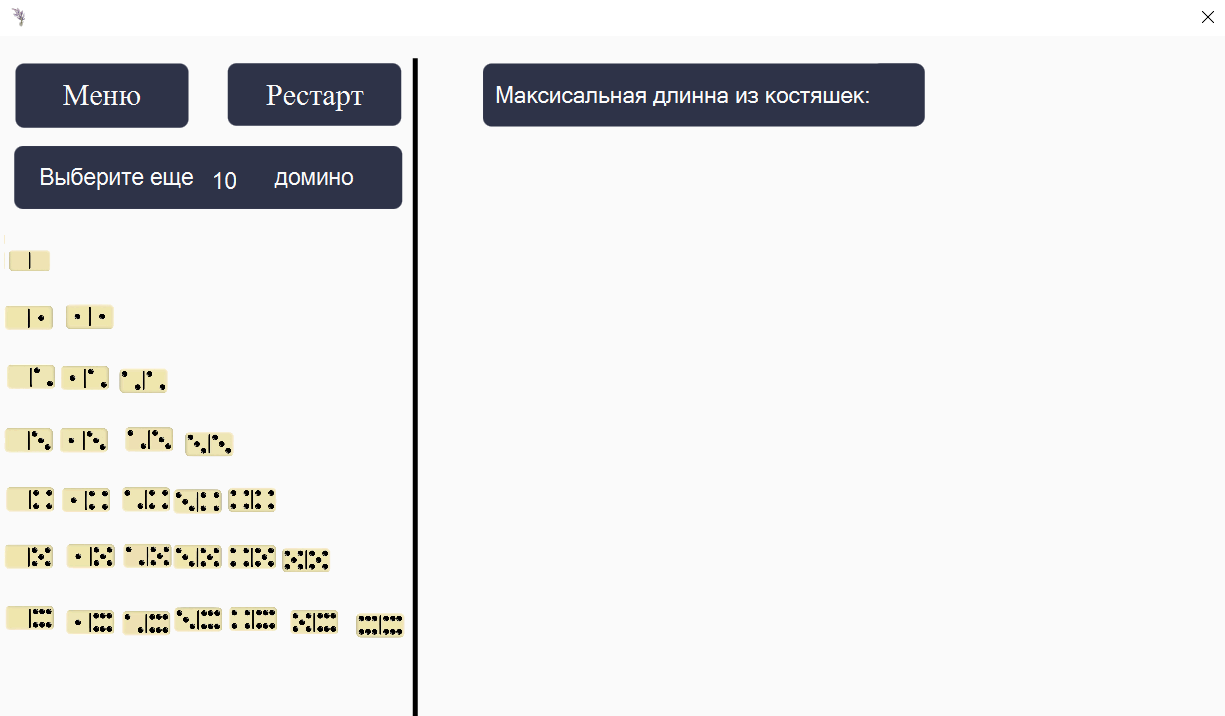 Меню
Рестарт
Максисальная длинна из костяшек:
Выберите еще 10 домино